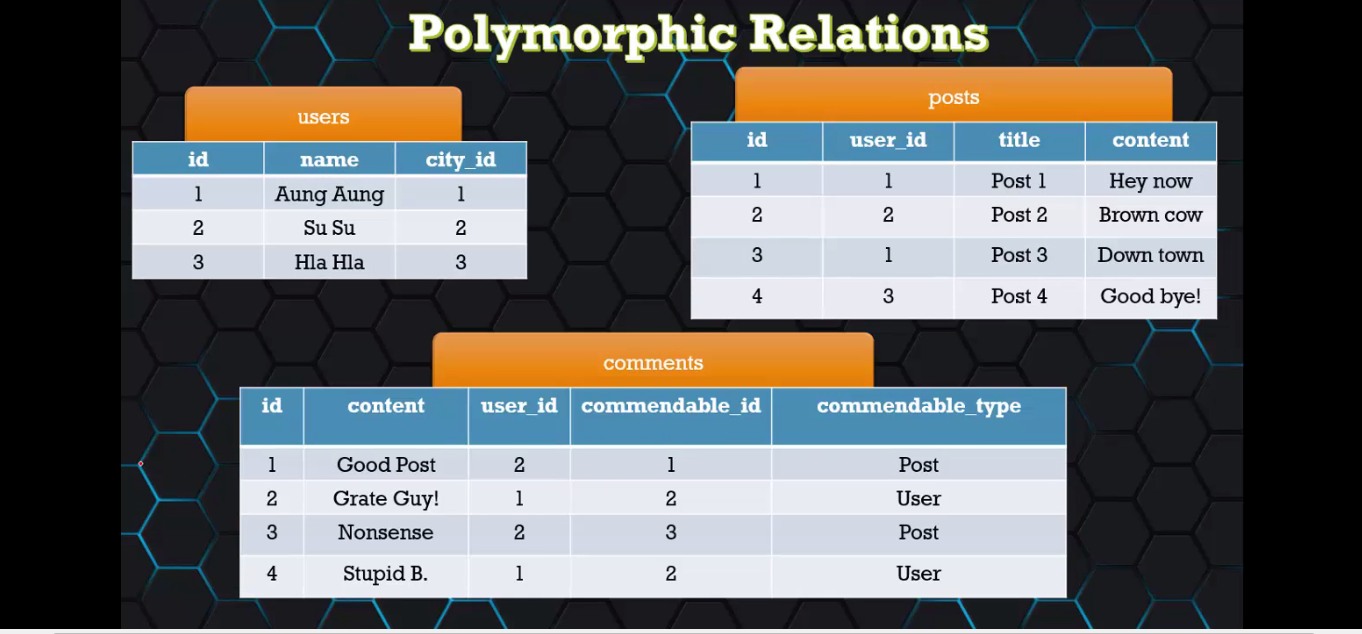 Polymorphic Relations
users
id name city_id
1 Aung Aung 1
2 Su Su 2
3 Hla Hla 3
posts
id user_id title content
1 1 Post 1 Hey now
2 2 Post 2 Brown cow
3 1 Post 3 Down town
4 3 Post 4 Good bye!
comments
id content user_id commendable_id commendable_type
1 Good Post 2 1 Post
2 Grate Guy! 1 2 User
3 Nonsense 2 3 Post
4 Stupid B. 1 2 User